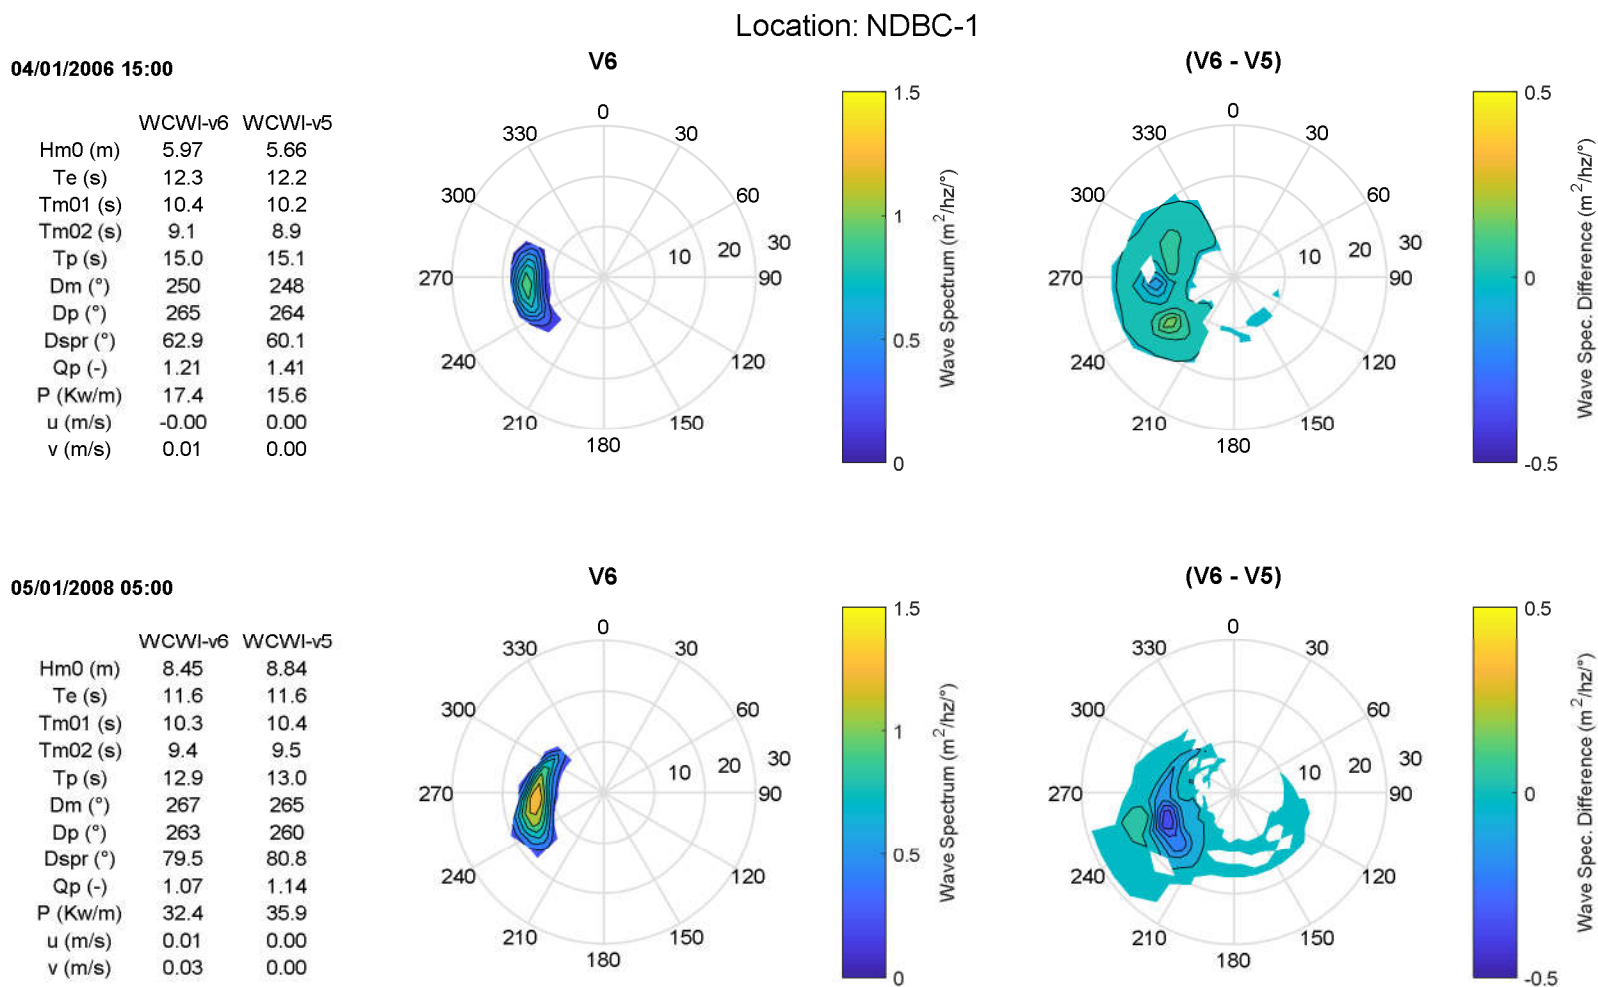 Location: NDBC-1
04/01/2006 15:00
WCWI-v6 WCWI-v5
Hm0 (m) 5.97 5.66
Te (s) 12.3 12.2
Tm01 (s) 10.4 10.2
Tm02 (s) 9.1 8.9
Tp (s) 15.0 15.1
Dm (°) 250 248
Dp (°) 265 264
Dspr (°) 62.9 60.1
Qp (-) 1.21 1.41
P (Kw/m) 17.4 15.6
u (m/s) -0.00 0.00
v (m/s) 0.01 0.00
V6
0
30
60
90
120
150
180
210
240
270
300
330
10
20
30
1.5
1
0.5
0
Wave Spectrum (m2/hz/°)
(V6 - V5)
0
30
60
90
120
150
180
210
240
270
300
330
10
20
30
0.5
0
-0.5
Wave Spec. Difference (m2/hz/°)
05/01/2008 05:00
WCWI-v6 WCWI-v5
Hm0 (m) 8.45 8.84
Te (s) 11.6 11.6
Tm01 (s) 10.3 10.4
Tm02 (s) 9.4 9.5
Tp (s) 12.9 13.0
Dm (°) 267 265
Dp (°) 263 260
Dspr (°) 79.5 80.8
Qp (-) 1.07 1.14
P (Kw/m) 32.4 35.9
u (m/s) 0.01 0.00
v (m/s) 0.03 0.00
V6
0
30
60
90
120
150
180
210
240
270
300
330
10
20
30
1.5
1
0.5
0
Wave Spectrum (m2/hz/°)
(V6 - V5)
0
30
60
90
120
150
180
210
240
270
300
330
10
20
30
0.5
0
-0.5
Wave Spec. Difference (m2/hz/°)